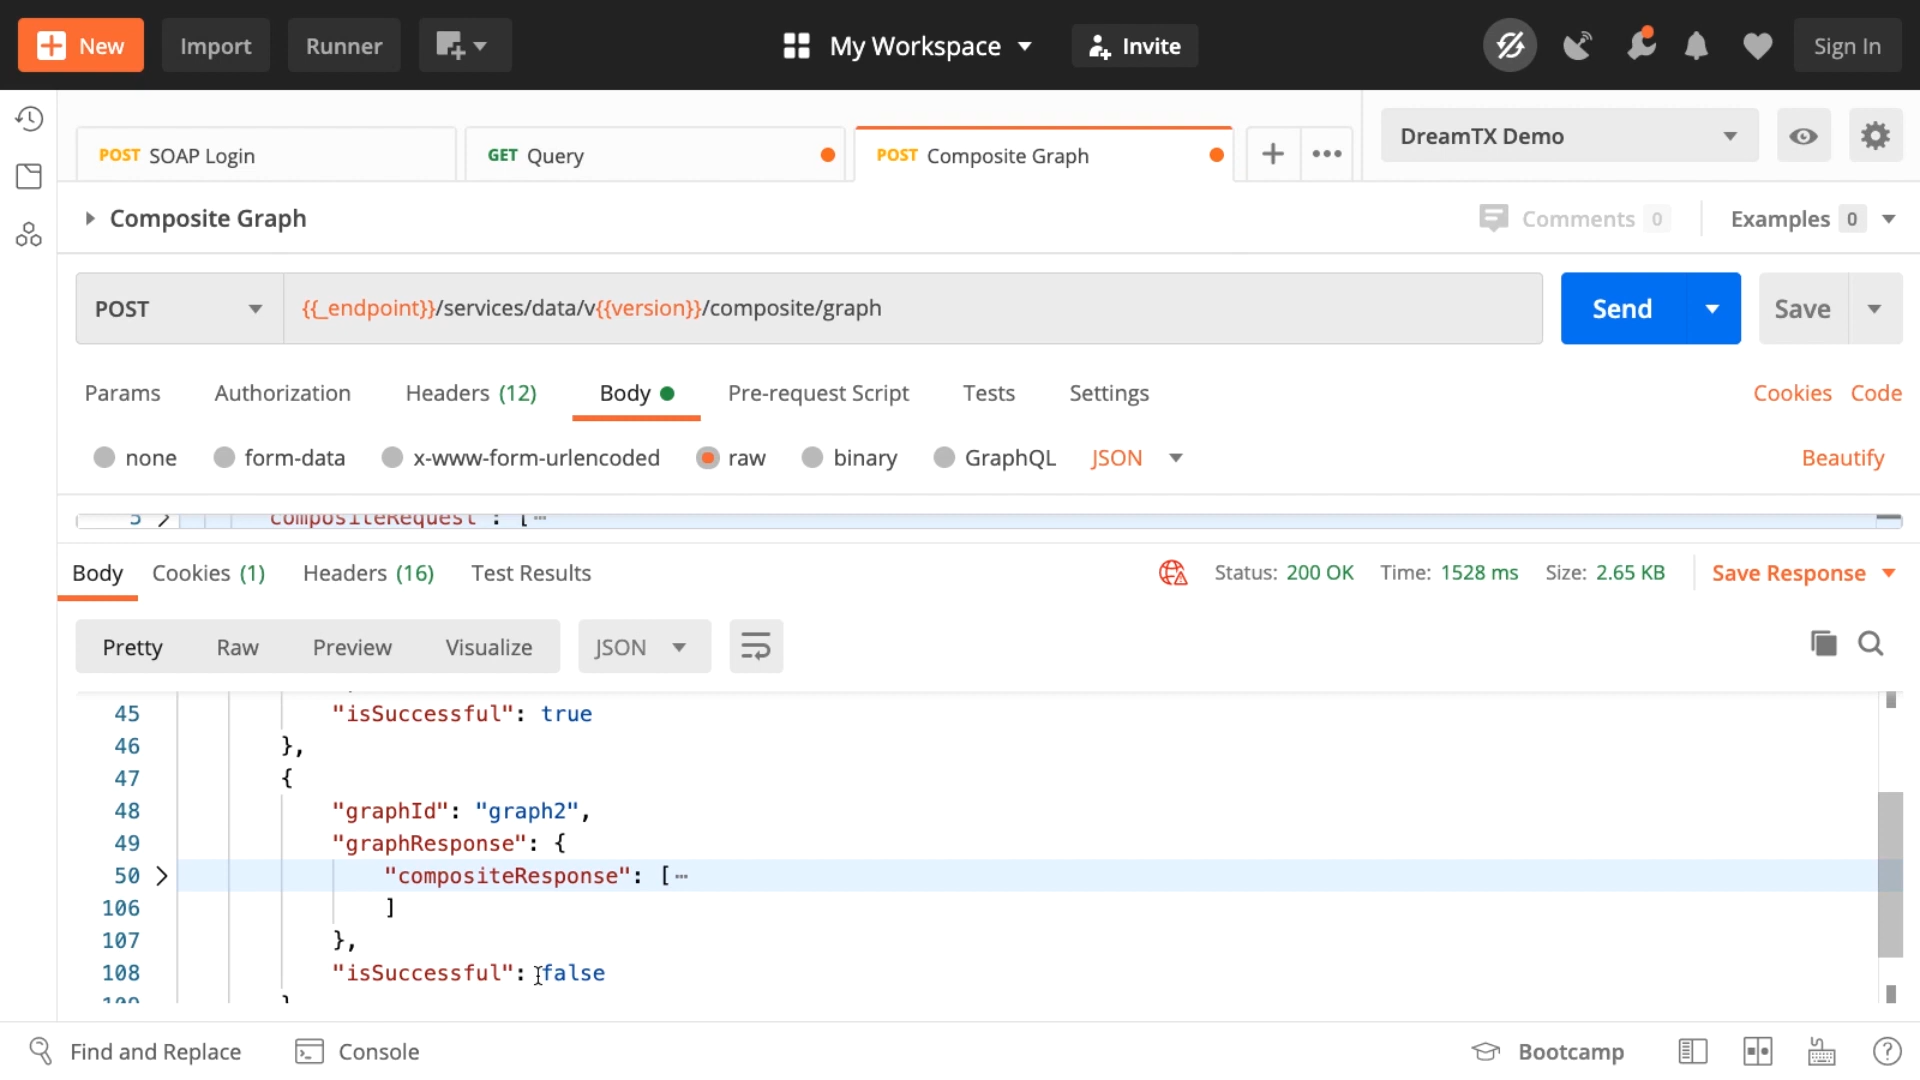 New Import Runner My Workspace Invite Sign In
POST SOAP Login GET Query POST Composite Graph DreamTX Demo
Composite Graph Comments 0 Examples 0
POST {{_endpoint}}/services/data/v{{version}}/composite/graph Send Save
Params Authorization Headers (12) Body Pre-request Script Tests Settings Cookies Code
none form-data x-www-form-urlencoded raw binary GraphQL JSON Beautify
5 "compositeRequest": [
Body Cookies (1) Headers (16) Test Results Status: 200 OK Time: 1528 ms Size: 2.65 KB Save Response
Pretty Raw Preview Visualize JSON
45 "isSuccessful": true
46 },
47 {
48 "graphId": "graph2",
49 "graphResponse": {
50 "compositeResponse": [
106 ]
107 },
108 "isSuccessful": false
109 }
Find and Replace Console Bootcamp